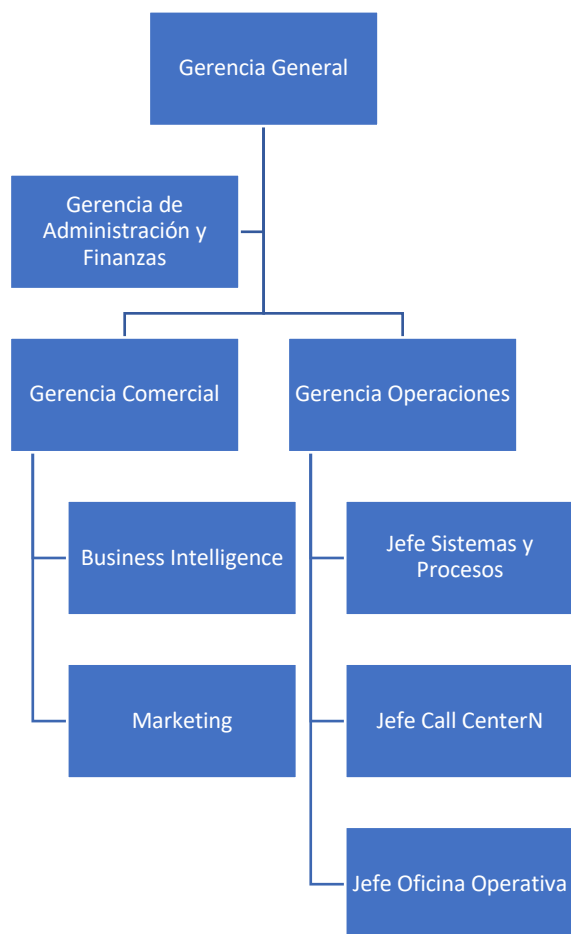 Gerencia General
Gerencia de
Administración y
Finanzas
Gerencia Comercial
Gerencia Operaciones
Business Intelligence
Jefe Sistemas y
Procesos
Marketing
Jefe Call CenterN
Jefe Oficina Operativa